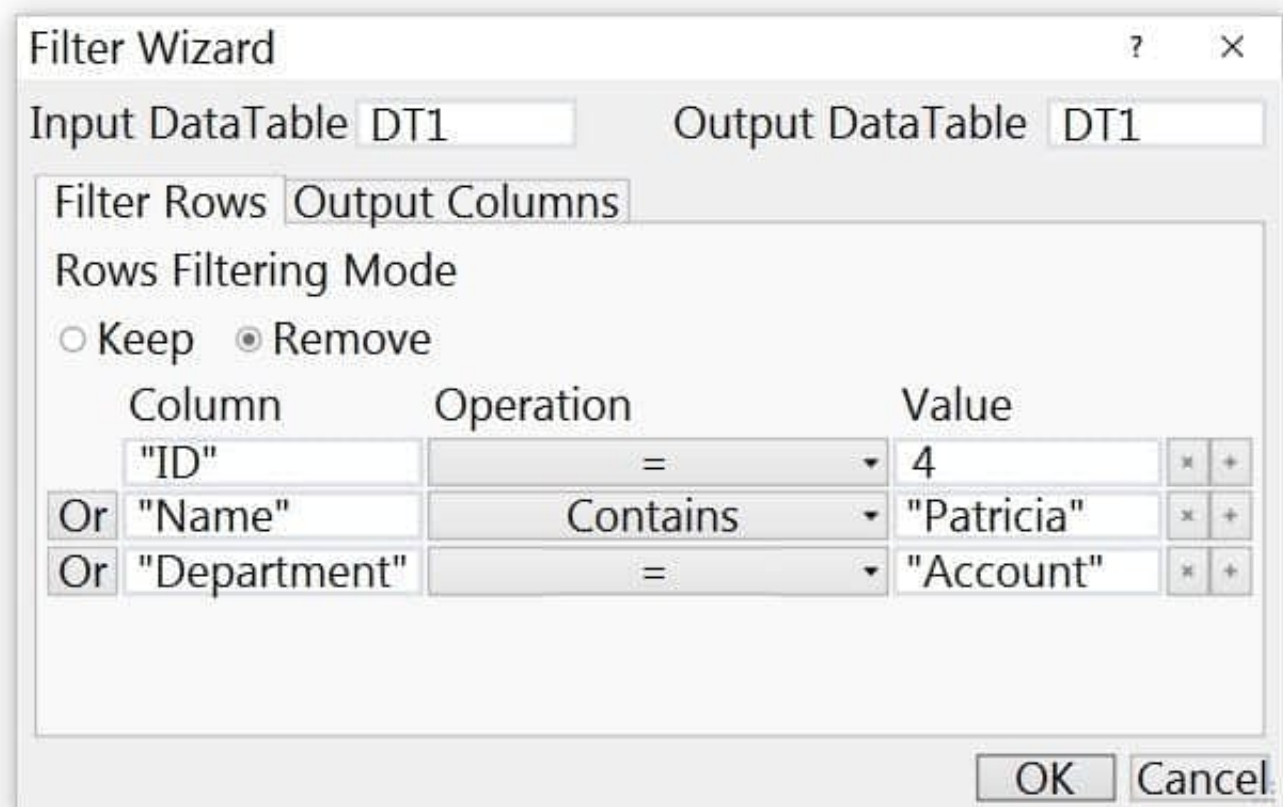 Filter Wizard ? ×
Input DataTable DT1 Output DataTable DT1
Filter Rows Output Columns
Rows Filtering Mode
Keep Remove
Column Operation Value
"ID" = 4 × +
Or "Name" Contains "Patricia" × +
Or "Department" = "Account" × +
OK Cancel